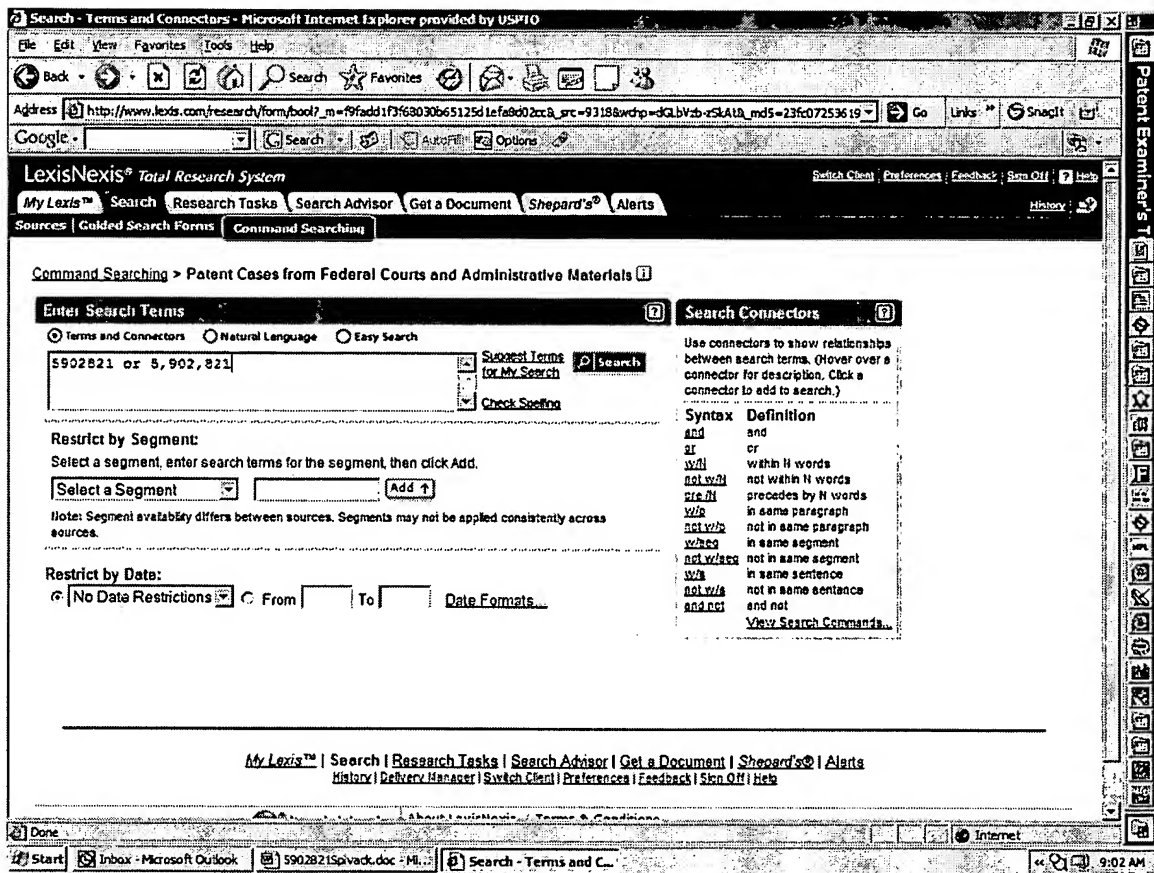 Search - Terms and Connectors - Microsoft Internet Explorer provided by USPTO
File Edit View Favorites Tools Help
Back Search Favorites
Address http://www.lexis.com/research/form/bool?_m=f9fadd1f3f68030b65125d1efa8d02cc&_src=9318&wchp=dGLbVzb-zSkAt&_md5=23fc07253619 Go Links » SnagIt
Google Search AutoFill Options
LexisNexis® Total Research System Switch Client | Preferences | Feedback | Sign Off | ? Help
My Lexis™ Search Research Tasks Search Advisor Get a Document Shepard's® Alerts History
Sources | Guided Search Forms Command Searching
Patent Examiner's T
Command Searching > Patent Cases from Federal Courts and Administrative Materials i
Enter Search Terms ?
Terms and Connectors Natural Language Easy Search
5902821 or 5,902,821
Suggest Terms
for My Search
Search
Check Spelling
Restrict by Segment:
Select a segment, enter search terms for the segment, then click Add.
Select a Segment Add ↑
Note: Segment availability differs between sources. Segments may not be applied consistently across
sources.
Restrict by Date:
No Date Restrictions From To Date Formats...
Search Connectors ?
Use connectors to show relationships
between search terms. (Hover over a
connector for description. Click a
connector to add to search.)
Syntax Definition
and and
or or
w/N within N words
not w/N not within N words
pre /N precedes by N words
w/p in same paragraph
not w/p not in same paragraph
w/seg in same segment
not w/seg not in same segment
w/s in same sentence
not w/s not in same sentence
and not and not
View Search Commands...
My Lexis™ | Search | Research Tasks | Search Advisor | Get a Document | Shepard's® | Alerts
History | Delivery Manager | Switch Client | Preferences | Feedback | Sign Off | Help
About LexisNexis / Terms & Conditions
Done Internet
Start Inbox - Microsoft Outlook 5902821Spivack.doc - Mi... Search - Terms and C... « 9:02 AM